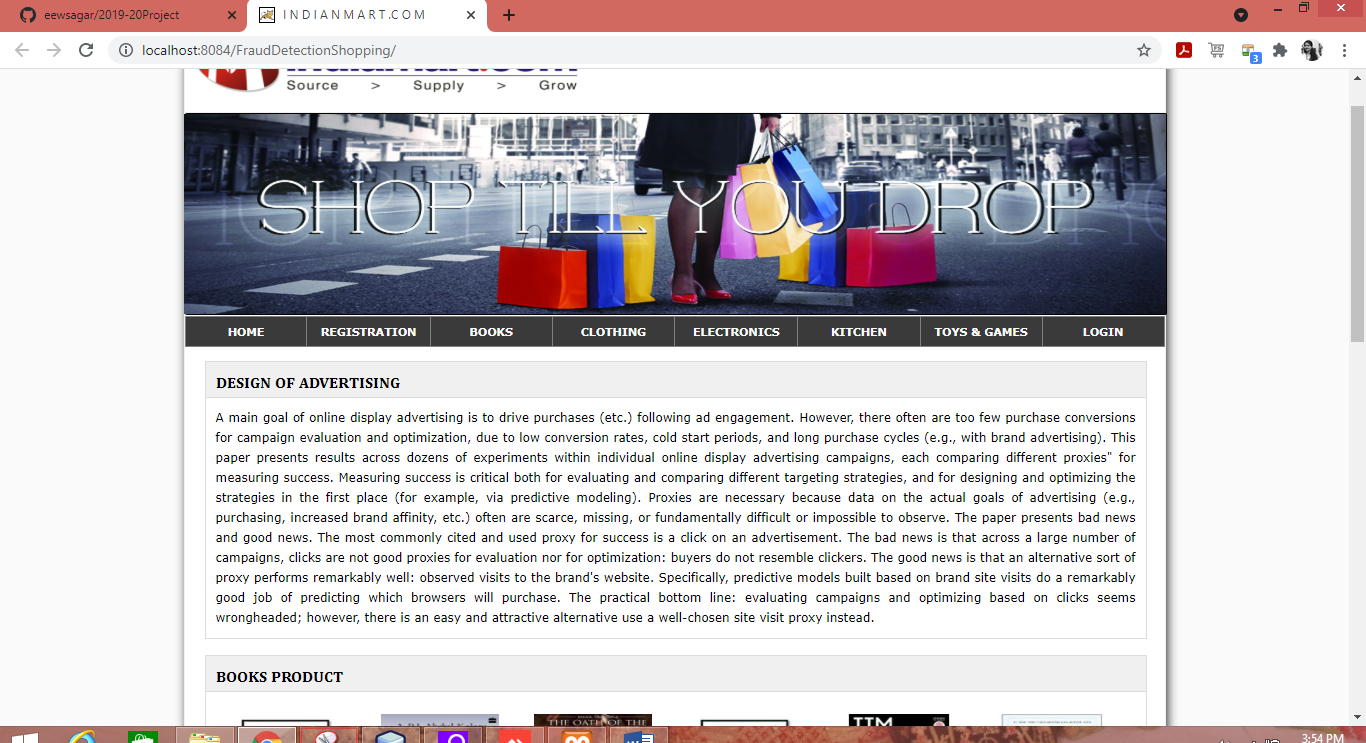 eewsagar/2019-20Project
I N D I A N M A R T . C O M
localhost:8084/FraudDetectionShopping/
3
Source > Supply > Grow
SHOP TILL YOU DROP
HOME REGISTRATION BOOKS CLOTHING ELECTRONICS KITCHEN TOYS & GAMES LOGIN
DESIGN OF ADVERTISING
A main goal of online display advertising is to drive purchases (etc.) following ad engagement. However, there often are too few purchase conversions
for campaign evaluation and optimization, due to low conversion rates, cold start periods, and long purchase cycles (e.g., with brand advertising). This
paper presents results across dozens of experiments within individual online display advertising campaigns, each comparing different proxies" for
measuring success. Measuring success is critical both for evaluating and comparing different targeting strategies, and for designing and optimizing the
strategies in the first place (for example, via predictive modeling). Proxies are necessary because data on the actual goals of advertising (e.g.,
purchasing, increased brand affinity, etc.) often are scarce, missing, or fundamentally difficult or impossible to observe. The paper presents bad news
and good news. The most commonly cited and used proxy for success is a click on an advertisement. The bad news is that across a large number of
campaigns, clicks are not good proxies for evaluation nor for optimization: buyers do not resemble clickers. The good news is that an alternative sort of
proxy performs remarkably well: observed visits to the brand's website. Specifically, predictive models built based on brand site visits do a remarkably
good job of predicting which browsers will purchase. The practical bottom line: evaluating campaigns and optimizing based on clicks seems
wrongheaded; however, there is an easy and attractive alternative use a well-chosen site visit proxy instead.
BOOKS PRODUCT
THE OATH OF THE
TTM
3:54 PM